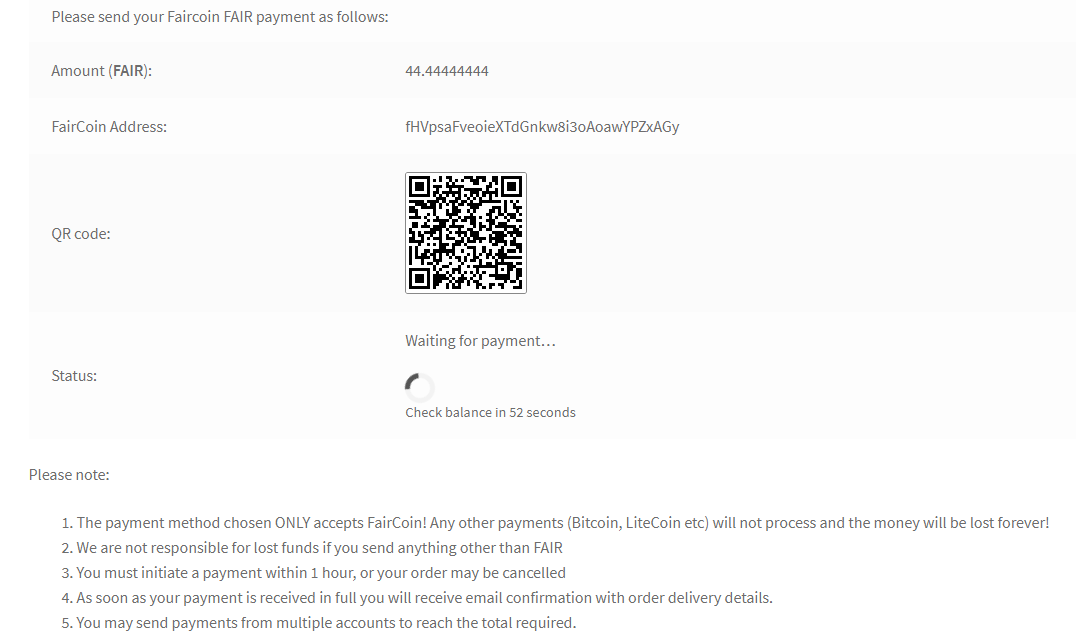 Please send your Faircoin FAIR payment as follows:
Amount (FAIR): 44.44444444
FairCoin Address: fHVpsaFveoieXTdGnkw8i3oAoawYPZxAGy
QR code:
Waiting for payment…
Status:
Check balance in 52 seconds
Please note:
1. The payment method chosen ONLY accepts FairCoin! Any other payments (Bitcoin, LiteCoin etc) will not process and the money will be lost forever!
2. We are not responsible for lost funds if you send anything other than FAIR
3. You must initiate a payment within 1 hour, or your order may be cancelled
4. As soon as your payment is received in full you will receive email confirmation with order delivery details.
5. You may send payments from multiple accounts to reach the total required.